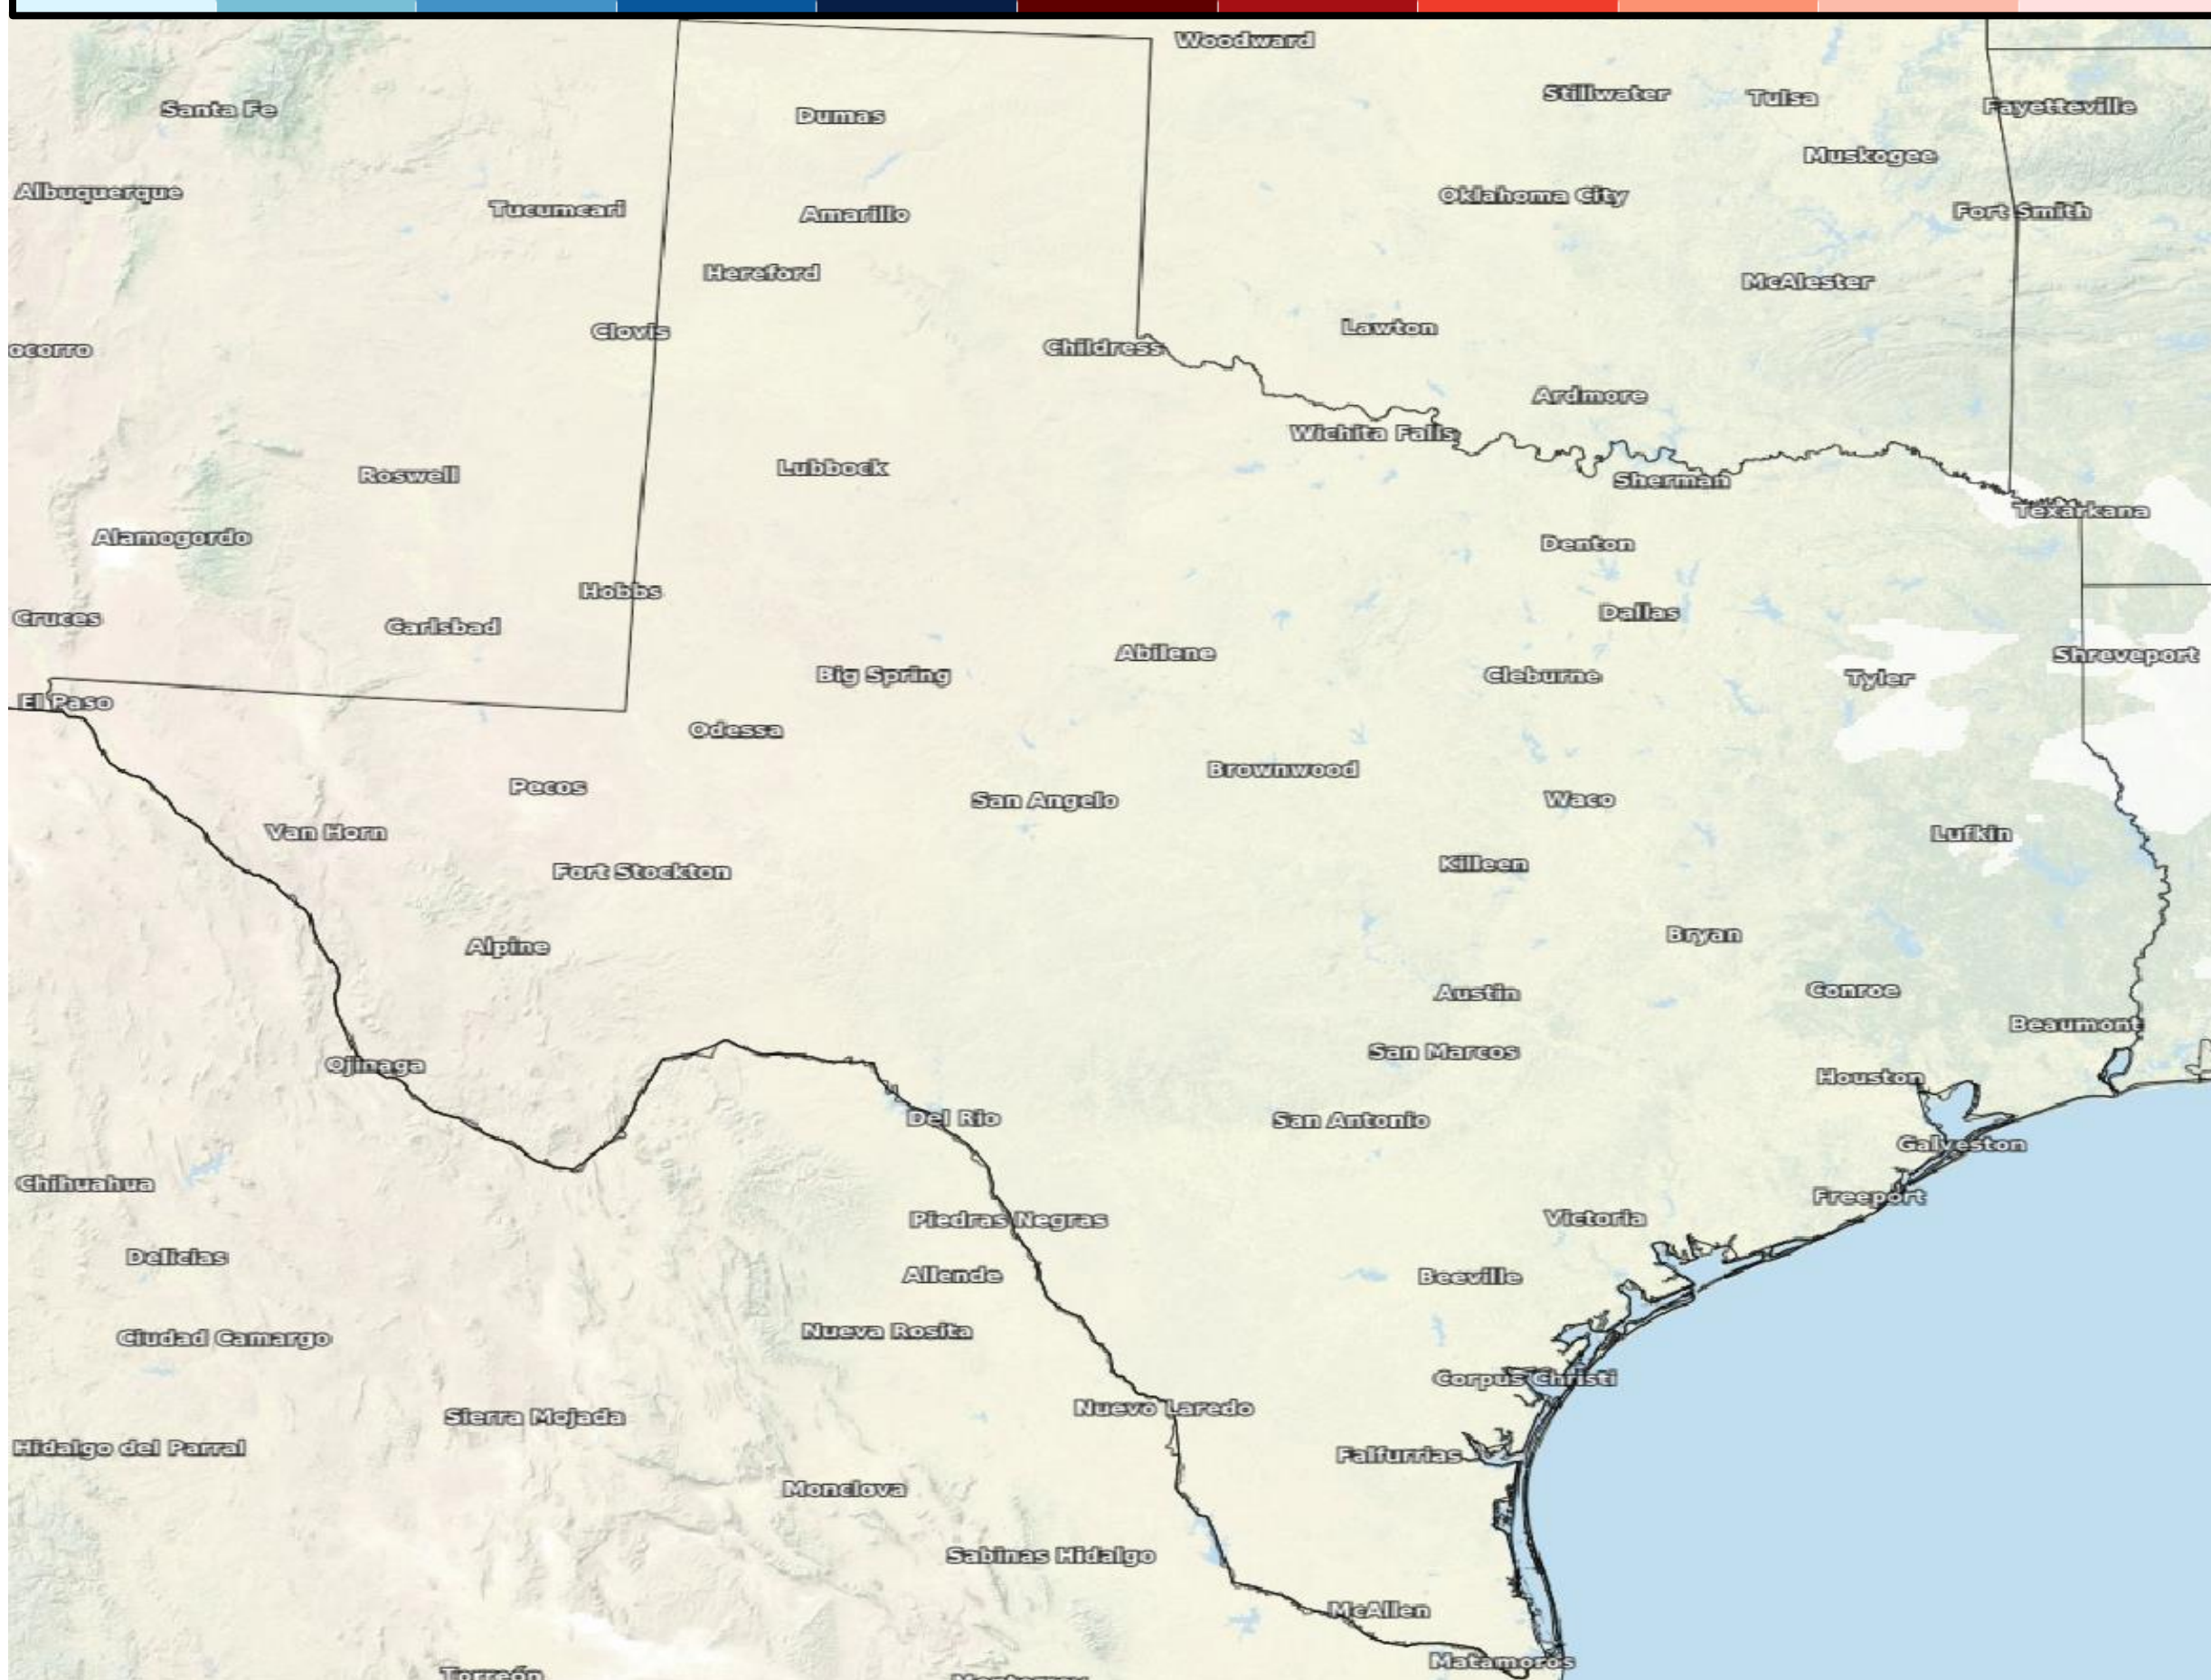 Woodward
Stillwater
Tulsa
Fayetteville
Santa Fe
Dumas
Muskogee
Albuquerque
Tucumcari
Amarillo
Oklahoma City
Fort Smith
Hereford
McAlester
Clovis
Lawton
ocorro
Childress
Ardmore
Wichita Falls
Roswell
Lubbock
Sherman
Texarkana
Alamogordo
Denton
Hobbs
Cruces
Carlsbad
Dallas
Abilene
Shreveport
Big Spring
Cleburne
Tyler
El Paso
Odessa
Brownwood
Pecos
San Angelo
Waco
Van Horn
Lufkin
Fort Stockton
Killeen
Alpine
Bryan
Austin
Conroe
Beaumont
San Marcos
Ojinaga
Houston
Del Rio
San Antonio
Galveston
Chihuahua
Freeport
Piedras Negras
Victoria
Delicias
Allende
Beeville
Ciudad Camargo
Nueva Rosita
Corpus Christi
Nuevo Laredo
Sierra Mojada
Hidalgo del Parral
Falfurrias
Monclova
Sabinas Hidalgo
McAllen
Matamoros
Torreón
Monterrey